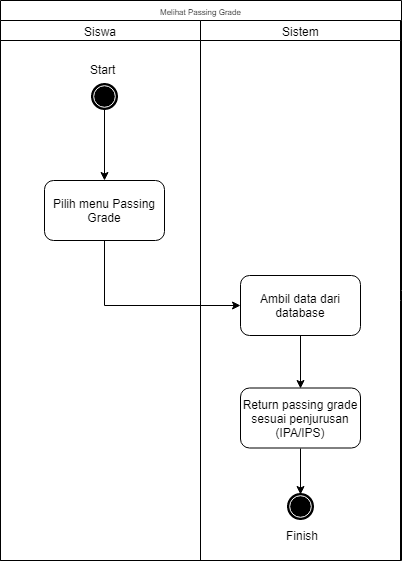 Melihat Passing Grade
Siswa
Sistem
Start
Pilih menu Passing
Grade
Ambil data dari
database
Return passing grade
sesuai penjurusan
(IPA/IPS)
Finish